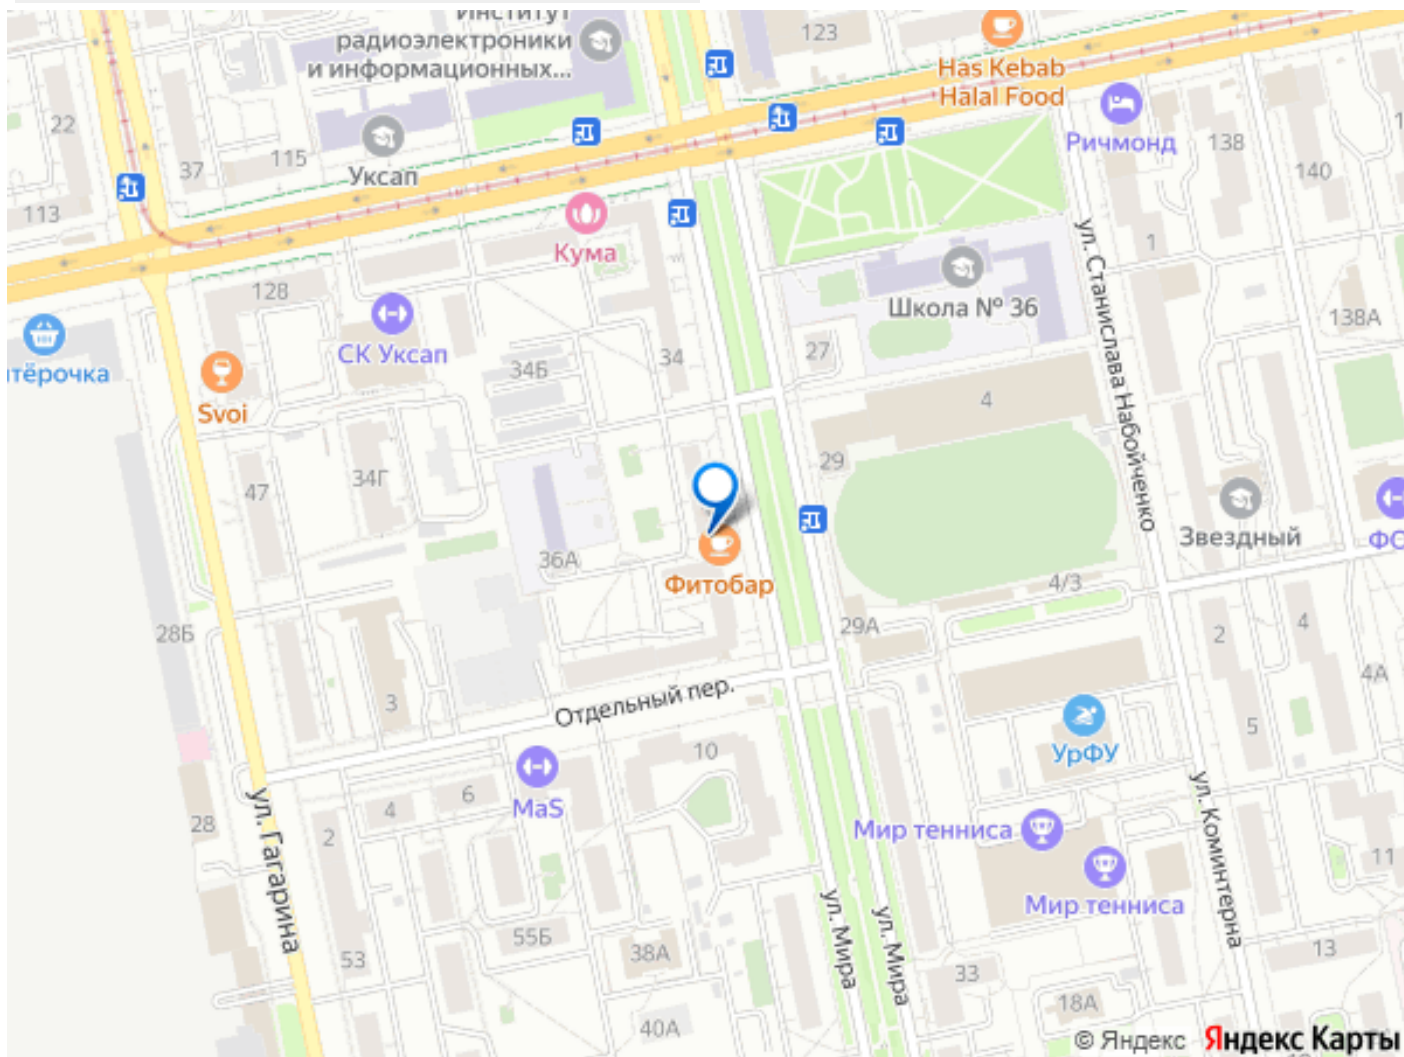 Институт
радиоэлектроники
и информационных...
123
Has Kebab
Halal Food
22
Ричмонд
138
140
37
115
Уксап
113
Кума
ул. Станислава Набойченко
1
128
Школа № 36
138А
тёрочка
СК Уксап
34Б
34
27
Svoi
4
47
34Г
29
36А
Фитобар
Звездный
ФО
4/3
28Б
29А
2
4
4А
3
Отдельный пер.
УрФУ
5
10
MaS
6
4
2
28
ул. Гагарина
Мир тенниса
ул. Коминтерна
11
Мир тенниса
ул. Мира
ул. Мира
55Б
53
38А
33
13
18А
40А
© Яндекс Яндекс Карты